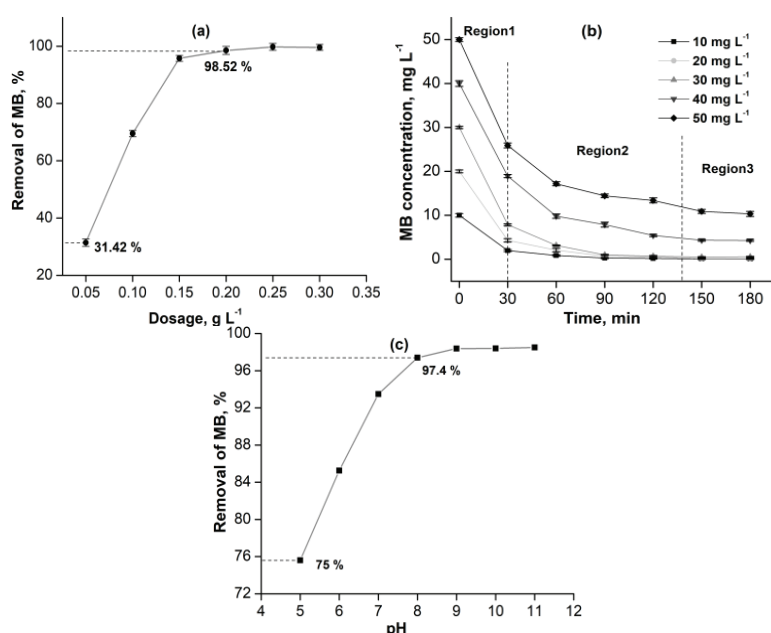 (a)
100
80
60
40
20
98.52 %
31.42 %
0.05 0.10 0.15 0.20 0.25 0.30 0.35
Dosage, g L-1
Removal of MB, %
(b)
Region1
Region2
Region3
10 mg L-1
20 mg L-1
30 mg L-1
40 mg L-1
50 mg L-1
50
40
30
20
10
0
0 30 60 90 120 150 180
Time, min
MB concentration, mg L-1
(c)
100
96
92
88
84
80
76
72
97.4 %
75 %
4 5 6 7 8 9 10 11 12
pH
Removal of MB, %